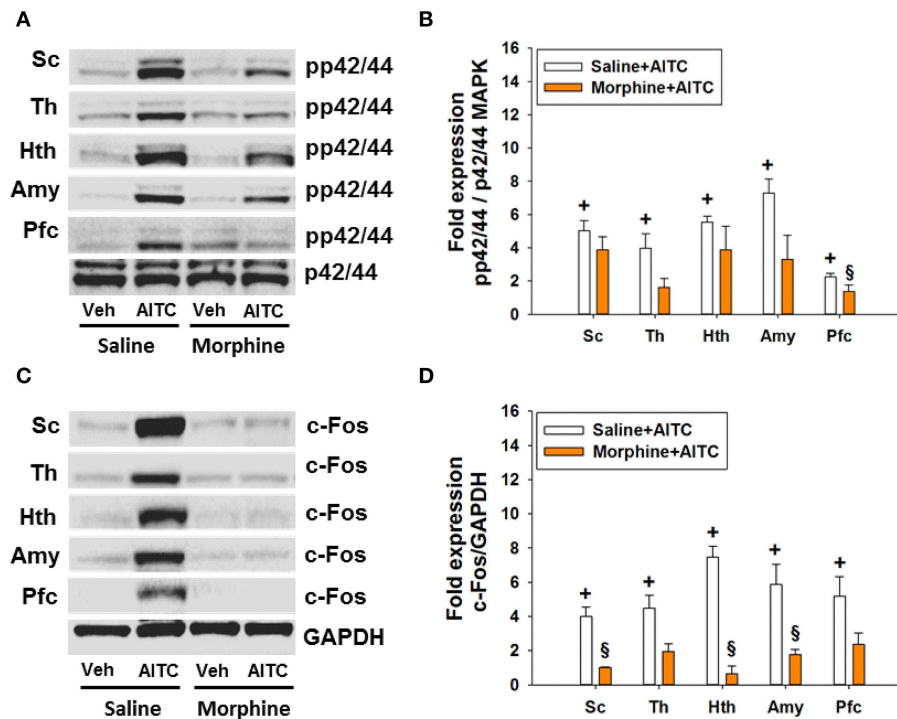 A
Sc pp42/44
Th pp42/44
Hth pp42/44
Amy pp42/44
Pfc pp42/44
p42/44
Veh AITC Veh AITC
Saline Morphine
B
Fold expression
pp42/44 / p42/44 MAPK
16
14
12
10
8
6
4
2
0
Saline+AITC
Morphine+AITC
+ + + + + §
Sc Th Hth Amy Pfc
C
Sc c-Fos
Th c-Fos
Hth c-Fos
Amy c-Fos
Pfc c-Fos
GAPDH
Veh AITC Veh AITC
Saline Morphine
D
Fold expression
c-Fos/GAPDH
16
14
12
10
8
6
4
2
0
Saline+AITC
Morphine+AITC
+ § + + § + § +
Sc Th Hth Amy Pfc